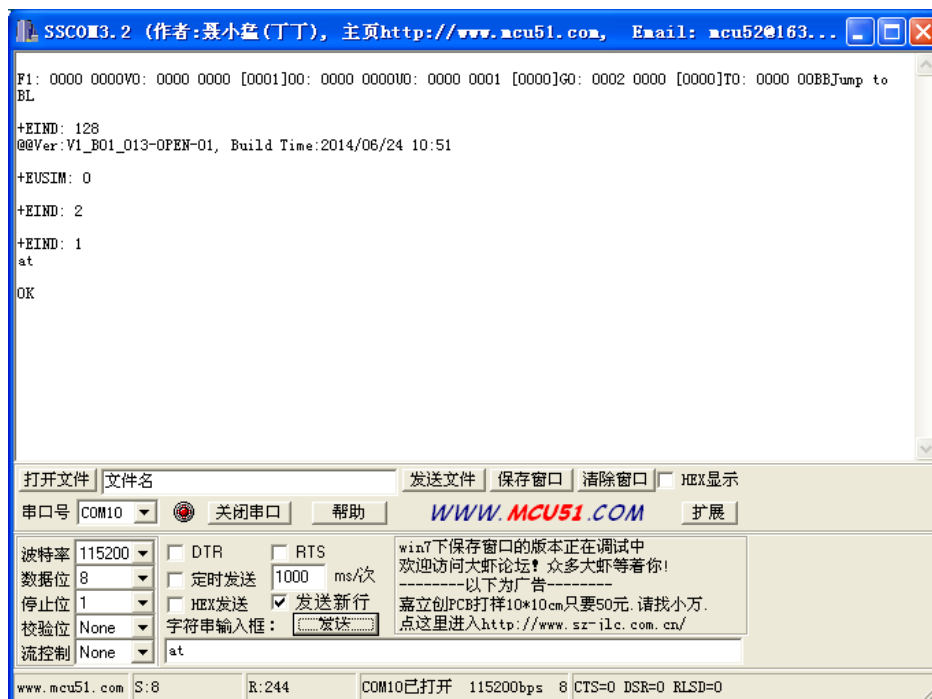 SSCOM3.2 (作者:聂小猛(丁丁), 主页http://www.mcu51.com,  Email: mcu52@163...
F1: 0000 0000V0: 0000 0000 [0001]00: 0000 0000U0: 0000 0001 [0000]G0: 0002 0000 [0000]T0: 0000 00BBJump to
BL
+EIND: 128
@@Ver:V1_B01_013-OPEN-01, Build Time:2014/06/24 10:51
+EUSIM: 0
+EIND: 2
+EIND: 1
at
OK
打开文件 文件名 发送文件 保存窗口 清除窗口 HEX显示
串口号 COM10 关闭串口 帮助 WWW.MCU51.COM 扩展
波特率 115200 DTR RTS
数据位 8 定时发送 1000 ms/次
停止位 1 HEX发送 发送新行
校验位 None 字符串输入框: 发送
流控制 None at
win7下保存窗口的版本正在调试中
欢迎访问大虾论坛! 众多大虾等着你!
--------以下为广告--------
嘉立创PCB打样10*10cm只要50元.请找小万.
点这里进入http://www.sz-jlc.com.cn/
www.mcu51.com S:8 R:244 COM10已打开 115200bps 8 CTS=0 DSR=0 RLSD=0